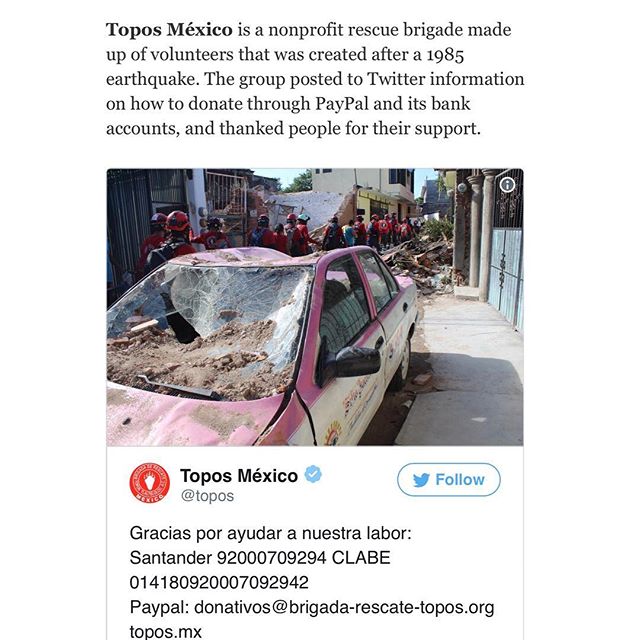 Topos México is a nonprofit rescue brigade made
up of volunteers that was created after a 1985
earthquake. The group posted to Twitter information
on how to donate through PayPal and its bank
accounts, and thanked people for their support.
Topos México
Follow
@topos
Gracias por ayudar a nuestra labor:
Santander 92000709294 CLABE
014180920007092942
Paypal: donativos@brigada-rescate-topos.org
topos.mx